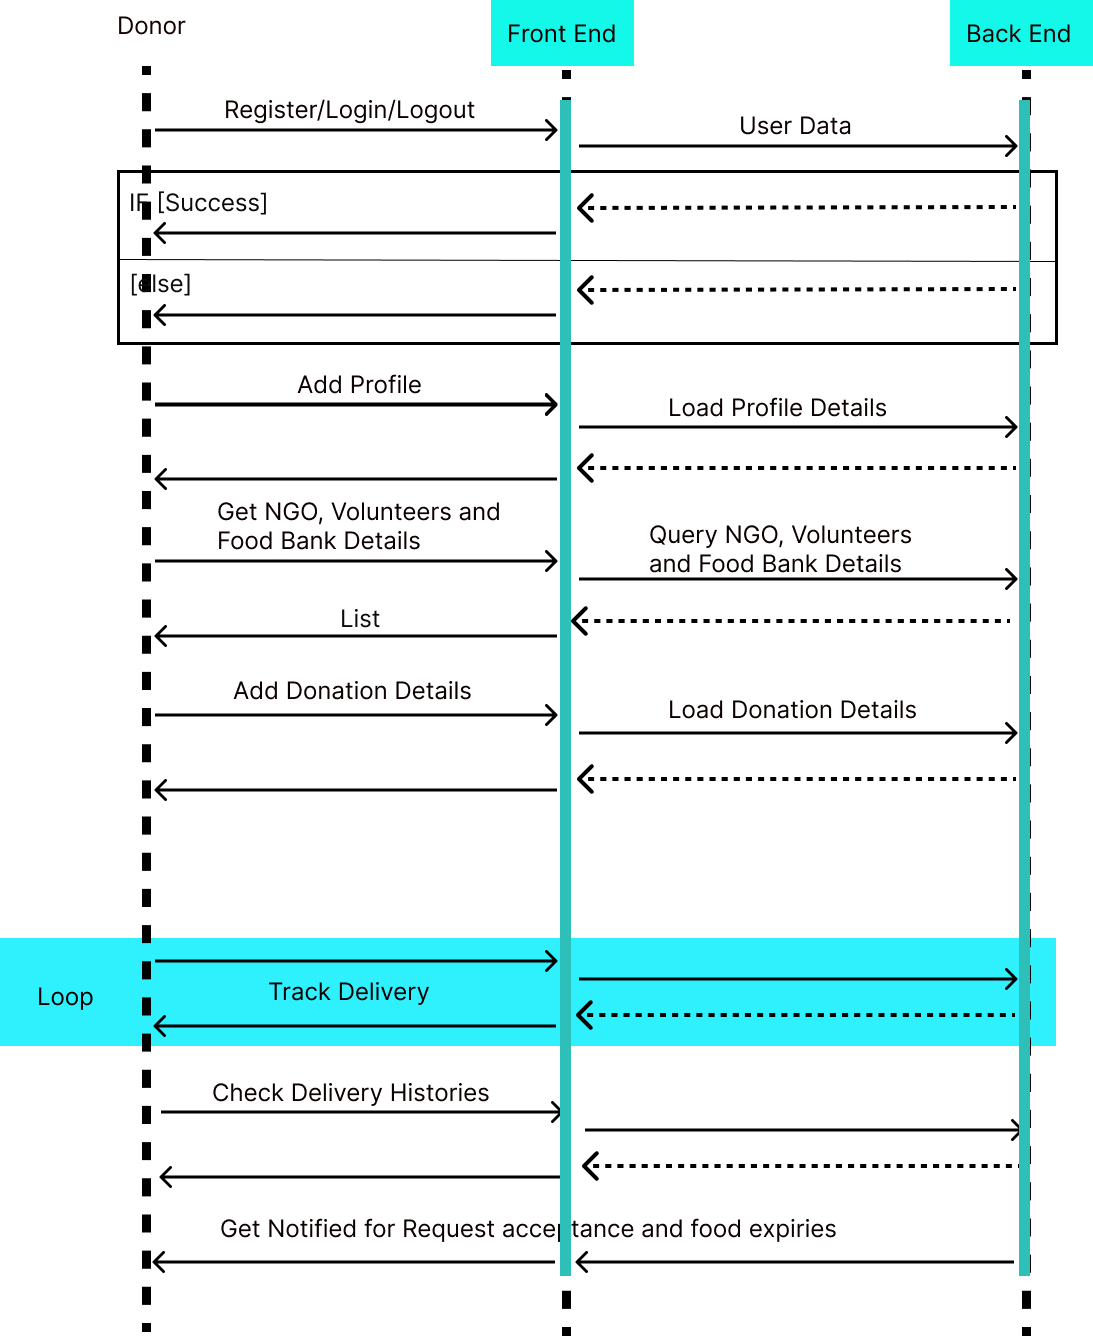 Donor
Front End
Back End
Register/Login/Logout
User Data
IF [Success]
[else]
Add Profile
Load Profile Details
Get NGO, Volunteers and
Food Bank Details
Query NGO, Volunteers
and Food Bank Details
List
Add Donation Details
Load Donation Details
Loop
Track Delivery
Check Delivery Histories
Get Notified for Request acceptance and food expiries